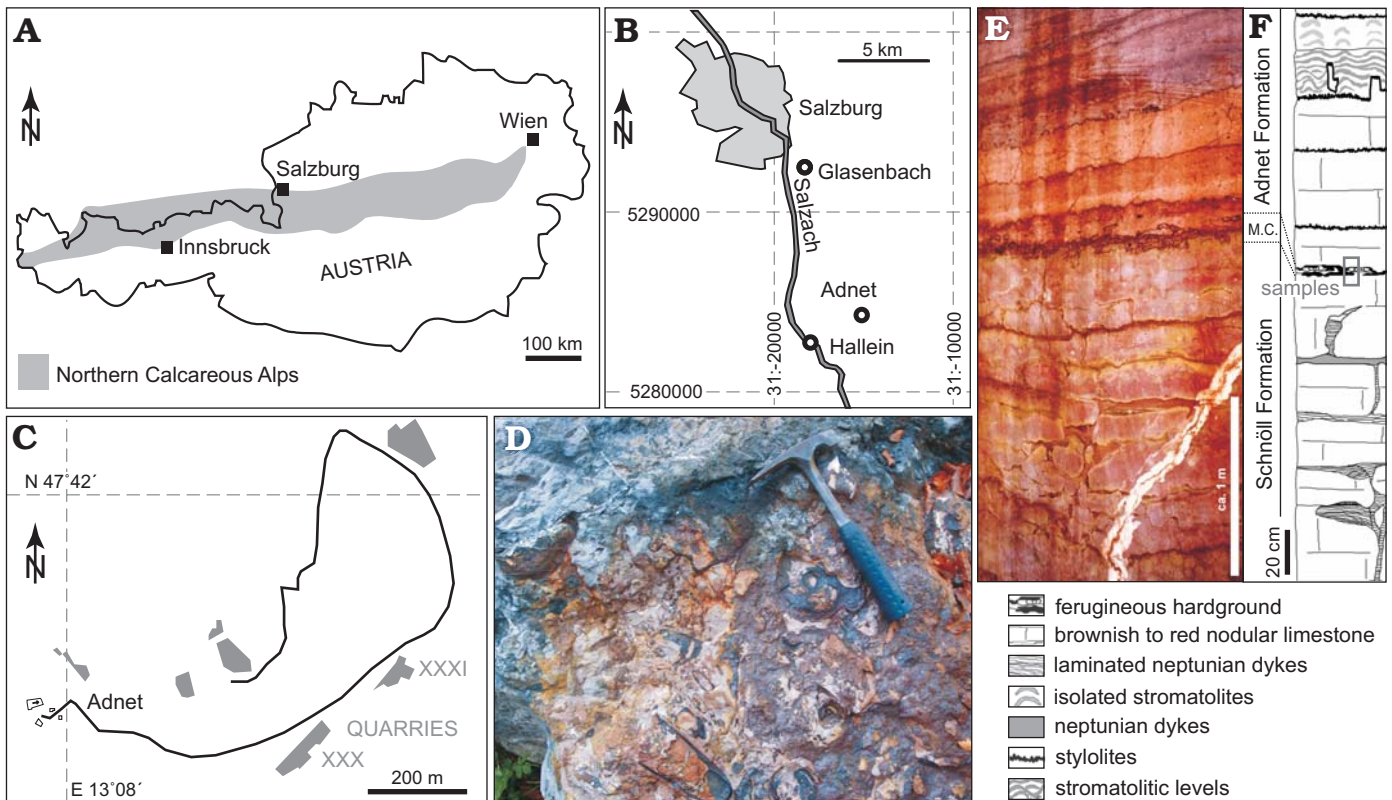 A
N
Wien
Salzburg
Innsbruck
AUSTRIA
100 km
Northern Calcareous Alps
B
5 km
N
Salzburg
Glasenbach
Salzach
5290000
Adnet
Hallein
31:-20000
31:-10000
5280000
C
N 47°42´
N
Adnet
XXXI
QUARRIES
XXX
200 m
E 13°08´
D
E
ca. 1 m
F
Adnet Formation
M.C.
samples
Schnöll Formation
20 cm
ferugineous hardground
brownish to red nodular limestone
laminated neptunian dykes
isolated stromatolites
neptunian dykes
stylolites
stromatolitic levels